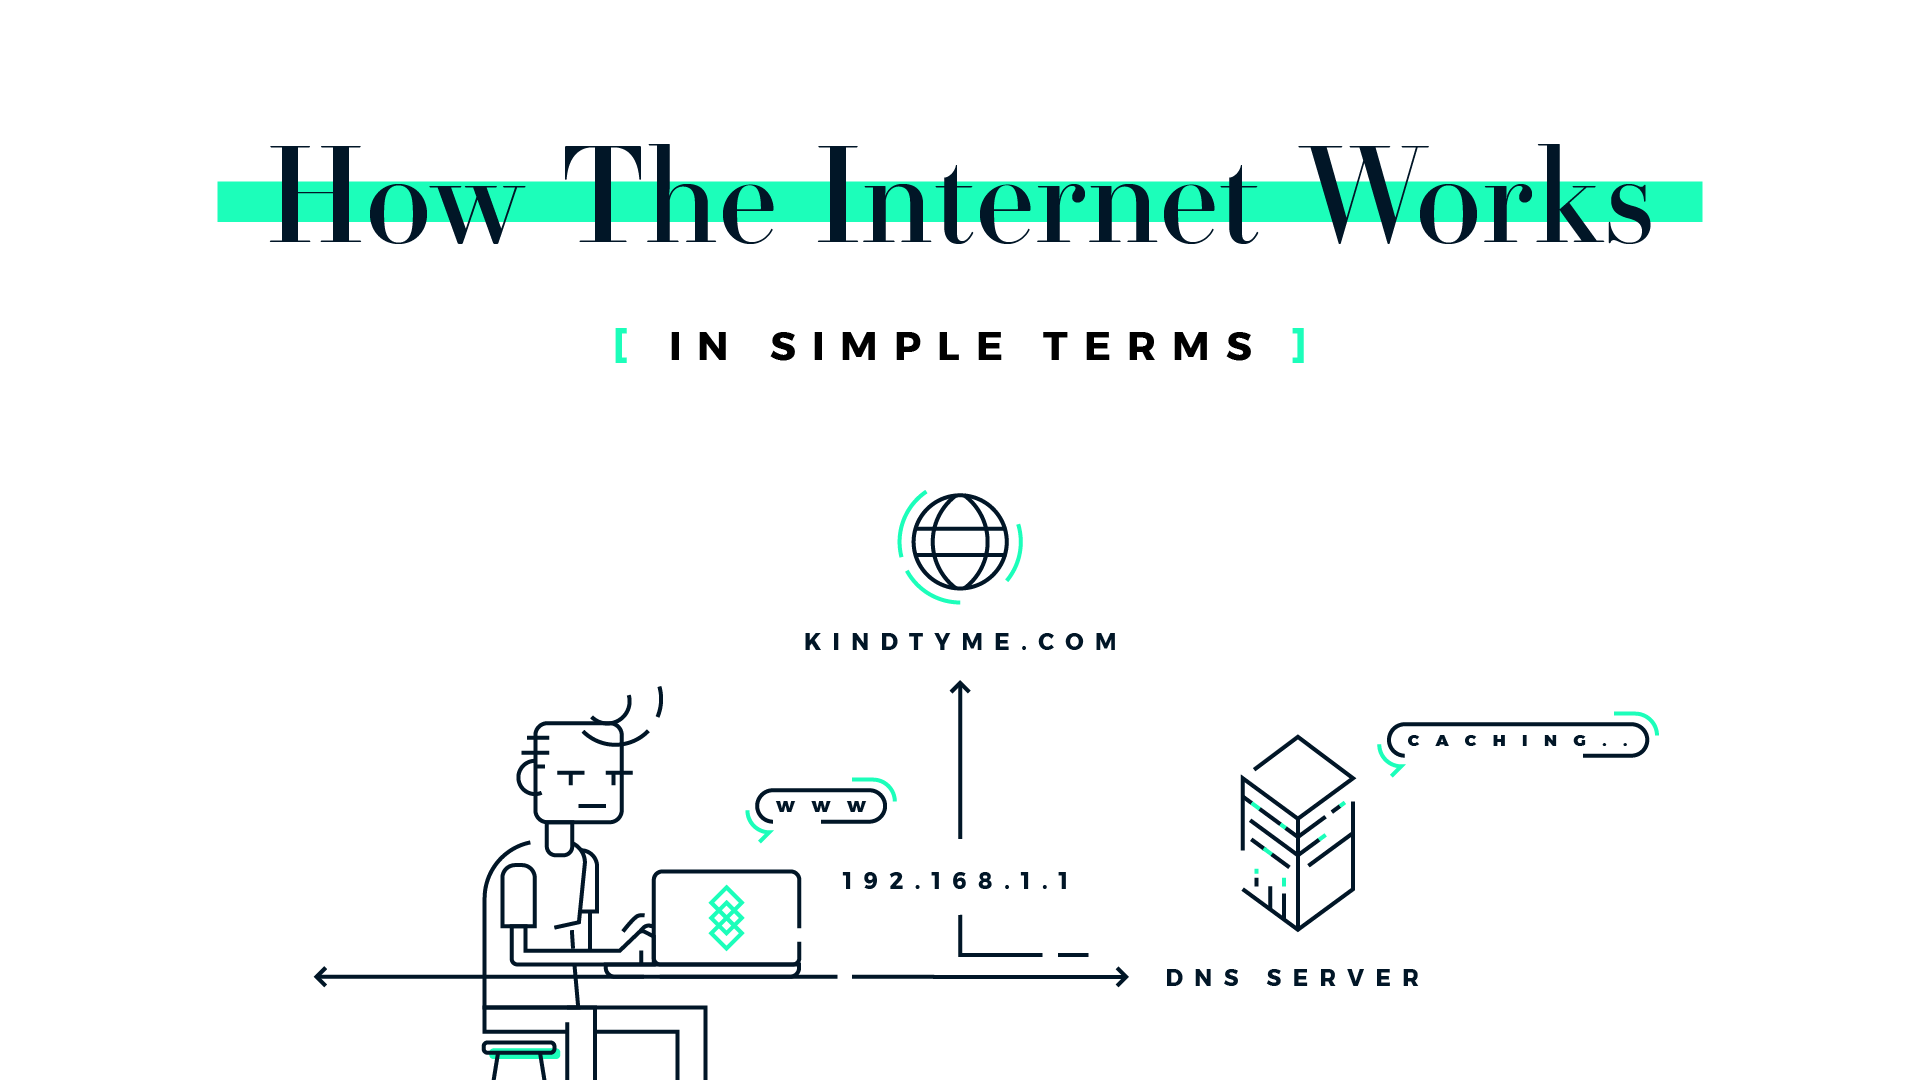 How The Internet Works
[ IN SIMPLE TERMS ]
KINDTYME.COM
CACHING..
WWW
192.168.1.1
DNS SERVER